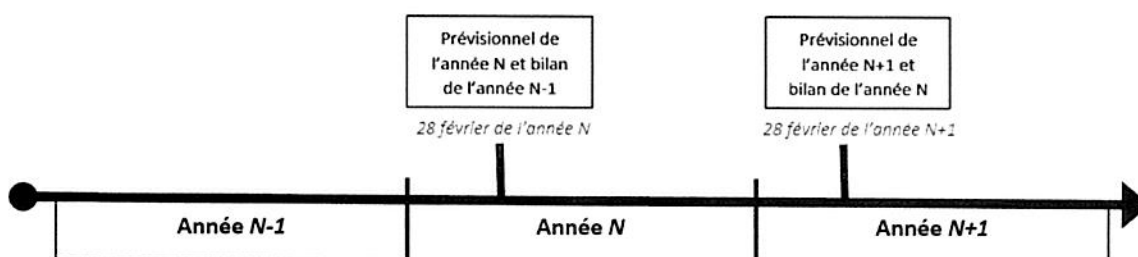 Prévisionnel de
l'année N et bilan
de l'année N-1
28 février de l'année N
Prévisionnel de
l'année N+1 et
bilan de l'année N
28 février de l'année N+1
Année N-1
Année N
Année N+1